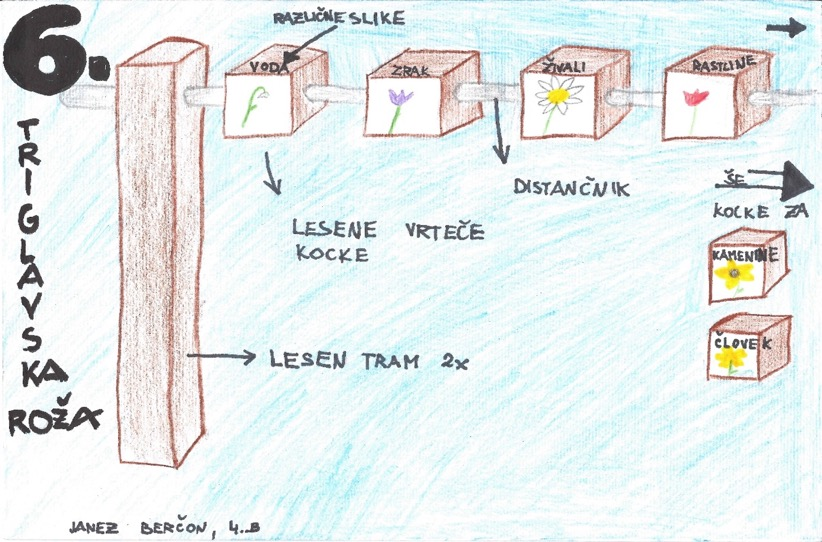 6.
TRIGLAVSKA
ROŽA
RAZLIČNE SLIKE
VODA
ZRAK
ŽIVALI
RASTLINE
DISTANČNIK
LESENE VRTEČE
KOCKE
ŠE
KOCKE ZA
KAMENINE
ČLOVEK
LESEN TRAM 2x
JANEZ BERČON, 4.B